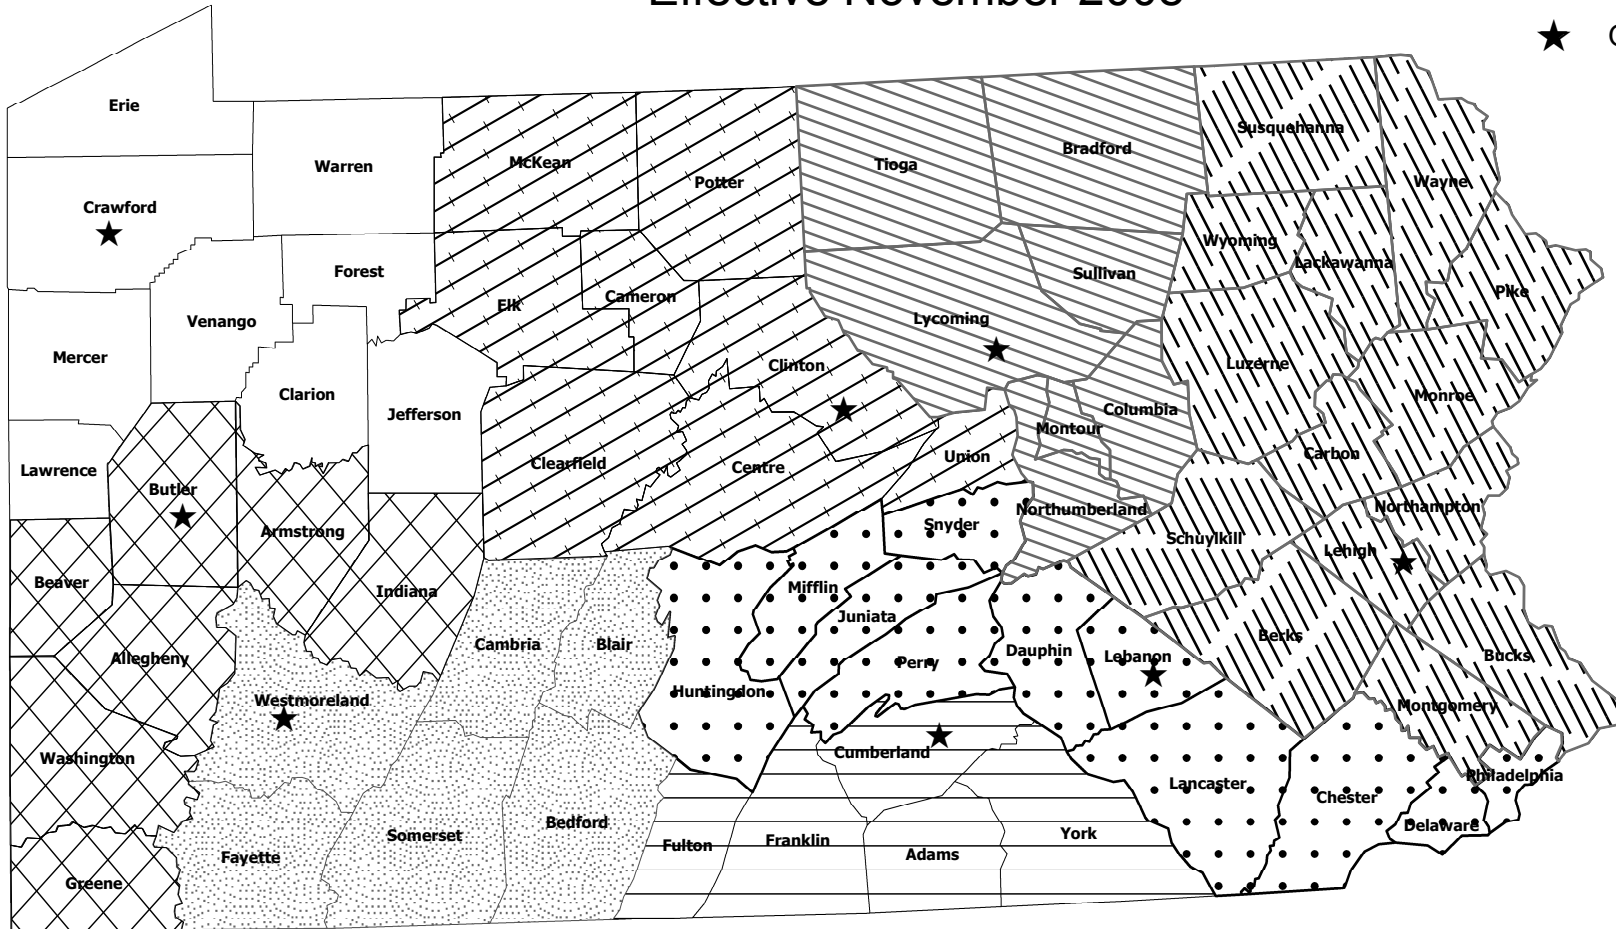 Erie
Warren
McKean
Potter
Tioga
Bradford
Susquehanna
Wayne
Crawford
Forest
Elk
Cameron
Sullivan
Wyoming
Lackawanna
Pike
Mercer
Venango
Clarion
Jefferson
Clinton
Lycoming
Luzerne
Monroe
Lawrence
Butler
Armstrong
Clearfield
Centre
Union
Montour
Columbia
Carbon
Northampton
Beaver
Indiana
Snyder
Northumberland
Schuylkill
Lehigh
Allegheny
Cambria
Blair
Mifflin
Juniata
Perry
Dauphin
Lebanon
Berks
Bucks
Westmoreland
Huntingdon
Montgomery
Washington
Cumberland
Lancaster
Chester
Philadelphia
Delaware
Greene
Fayette
Somerset
Bedford
Fulton
Franklin
Adams
York